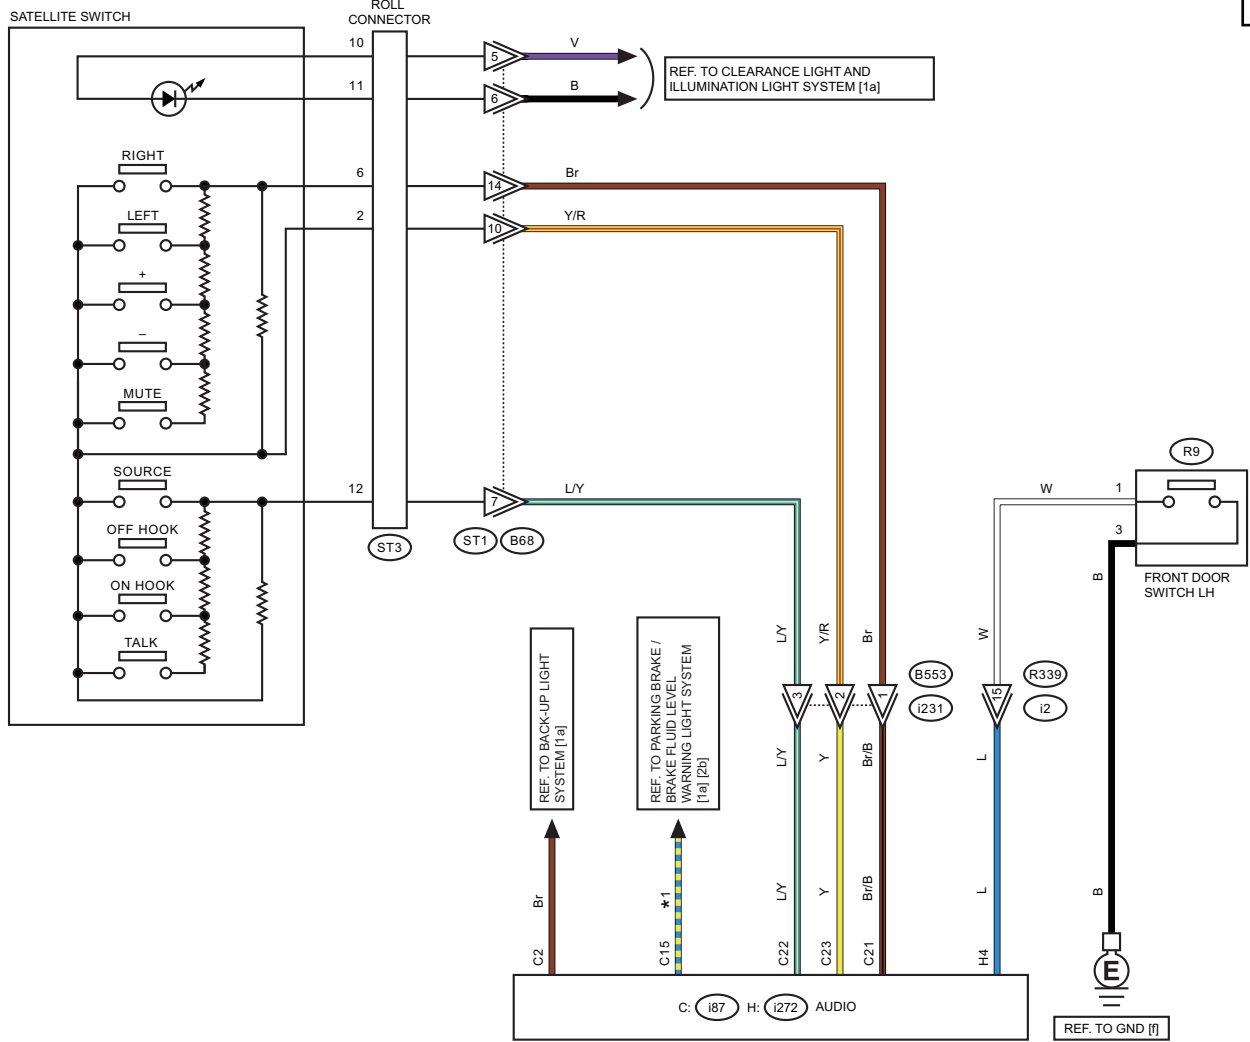 ROLL
CONNECTOR
SATELLITE SWITCH
10
5
V
11
6
B
REF. TO CLEARANCE LIGHT AND
ILLUMINATION LIGHT SYSTEM [1a]
RIGHT
6
14
Br
LEFT
2
10
Y/R
+
–
MUTE
SOURCE
12
7
L/Y
OFF HOOK
ST3
ST1
B68
ON HOOK
TALK
R9
W
1
3
B
FRONT DOOR
SWITCH LH
L/Y
Y/R
Br
W
3
2
1
15
B553
i231
R339
i2
L/Y
Y
Br/B
L
REF. TO BACK-UP LIGHT
SYSTEM [1a]
REF. TO PARKING BRAKE /
BRAKE FLUID LEVEL
WARNING LIGHT SYSTEM
[1a] [2b]
Br
*1
L/Y
Y
Br/B
L
B
C2
C15
C22
C23
C21
H4
E
C: i87 H: i272 AUDIO
REF. TO GND [f]